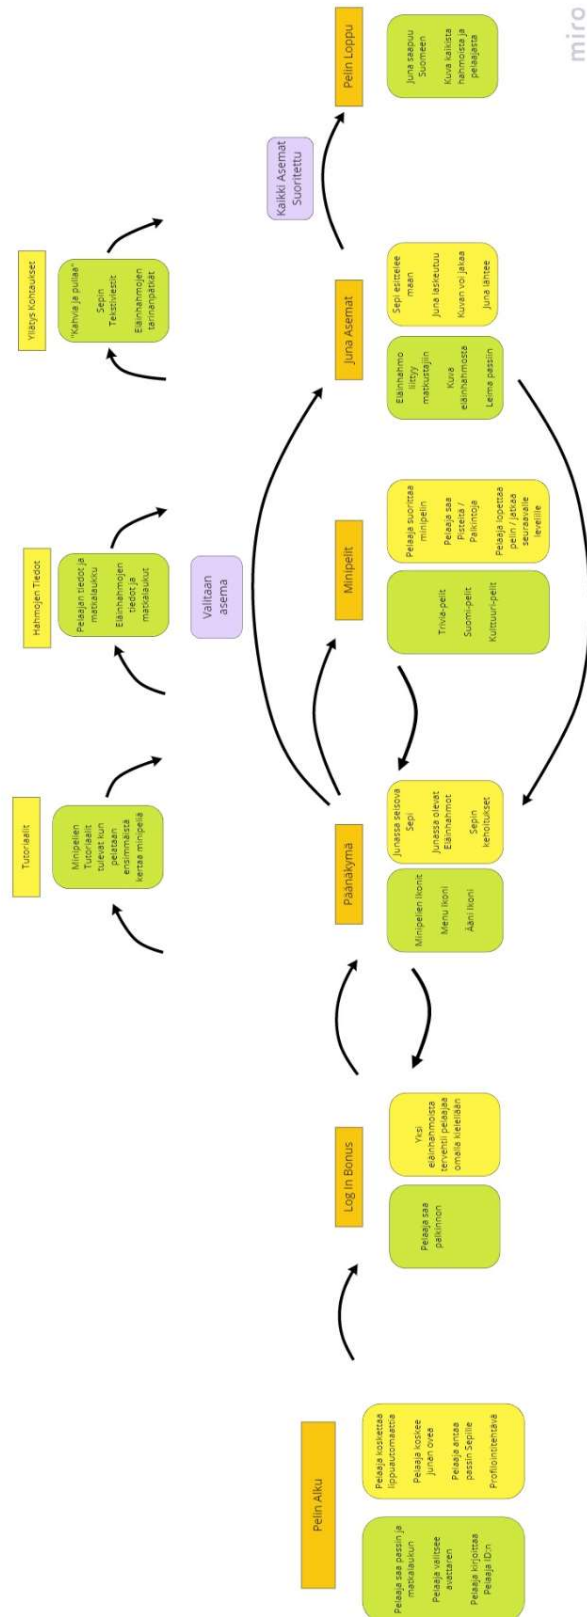 Pelin Alku
Pelaaja saa passin ja
matkalaukun
Pelaaja valitsee
avattaren
Pelaaja kirjoittaa
Pelaaja ID:n
Pelaaja koskettaa
lippuautomaattia
Pelaaja koskee
junan ovea
Pelaaja antaa
passin Sepille
Profilointitehtävä
Log In Bonus
Pelaaja saa
palkinnon
Yksi
eläinhahmoista
tervehtii pelaajaa
omalla kielellään
Tutoriaalit
Minipelien
Tutoriaalit
tulevat kun
pelataan
ensimmäistä
kertaa minipeliä
Päänäkymä
Minipelien Ikonit
Menu Ikoni
Ääni Ikoni
Junassa seisova
Sepi
Junassa olevat
Eläinhahmot
Sepin
kehoitukset
Hahmojen Tiedot
Pelaajan tiedot ja
matkalaukku
Eläinhahmojen
tiedot ja
matkalaukut
Valitaan
asema
Minipelit
Trivia-pelit
Suomi-pelit
Kulttuuri-pelit
Pelaaja suorittaa
minipelin
Pelaaja saa
Pisteitä /
Palkintoja
Pelaaja lopettaa
pelin / jatkaa
seuraavalle
levelille
Yllätys Kohtaukset
"Kahvia ja pullaa"
Sepin
Tekstiviestit
Eläinhahmojen
tarinanpätkät
Juna Asemat
Eläinhahmo
liittyy
matkustajiin
Kuva
eläinhahmosta
Leima passiin
Sepi esittelee
maan
Juna laskeutuu
Kuvan voi jakaa
Juna lähtee
Kaikki Asemat
Suoritettu
Pelin Loppu
Juna saapuu
Suomeen
Kuva kaikista
hahmoista ja
pelaajasta
miro